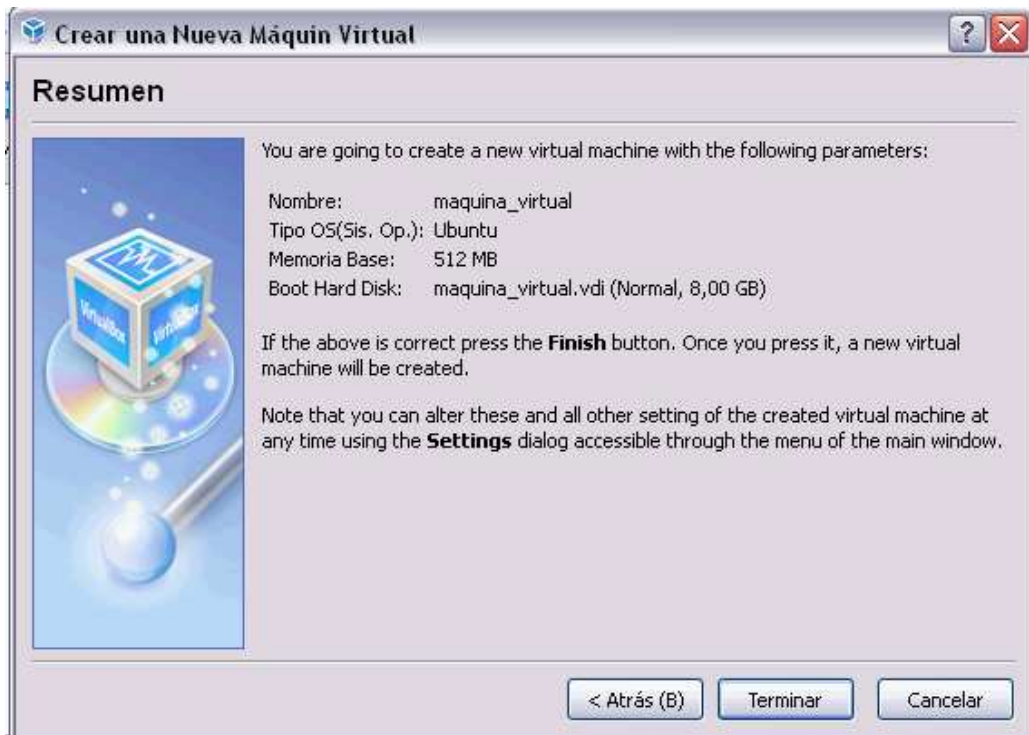 Crear una Nueva Máquin Virtual
Resumen
You are going to create a new virtual machine with the following parameters:
Nombre: maquina_virtual
Tipo OS(Sis. Op.): Ubuntu
Memoria Base: 512 MB
Boot Hard Disk: maquina_virtual.vdi (Normal, 8,00 GB)
If the above is correct press the Finish button. Once you press it, a new virtual
machine will be created.
Note that you can alter these and all other setting of the created virtual machine at
any time using the Settings dialog accessible through the menu of the main window.
VirtualBox
VirtualBox
< Atrás (B)
Terminar
Cancelar